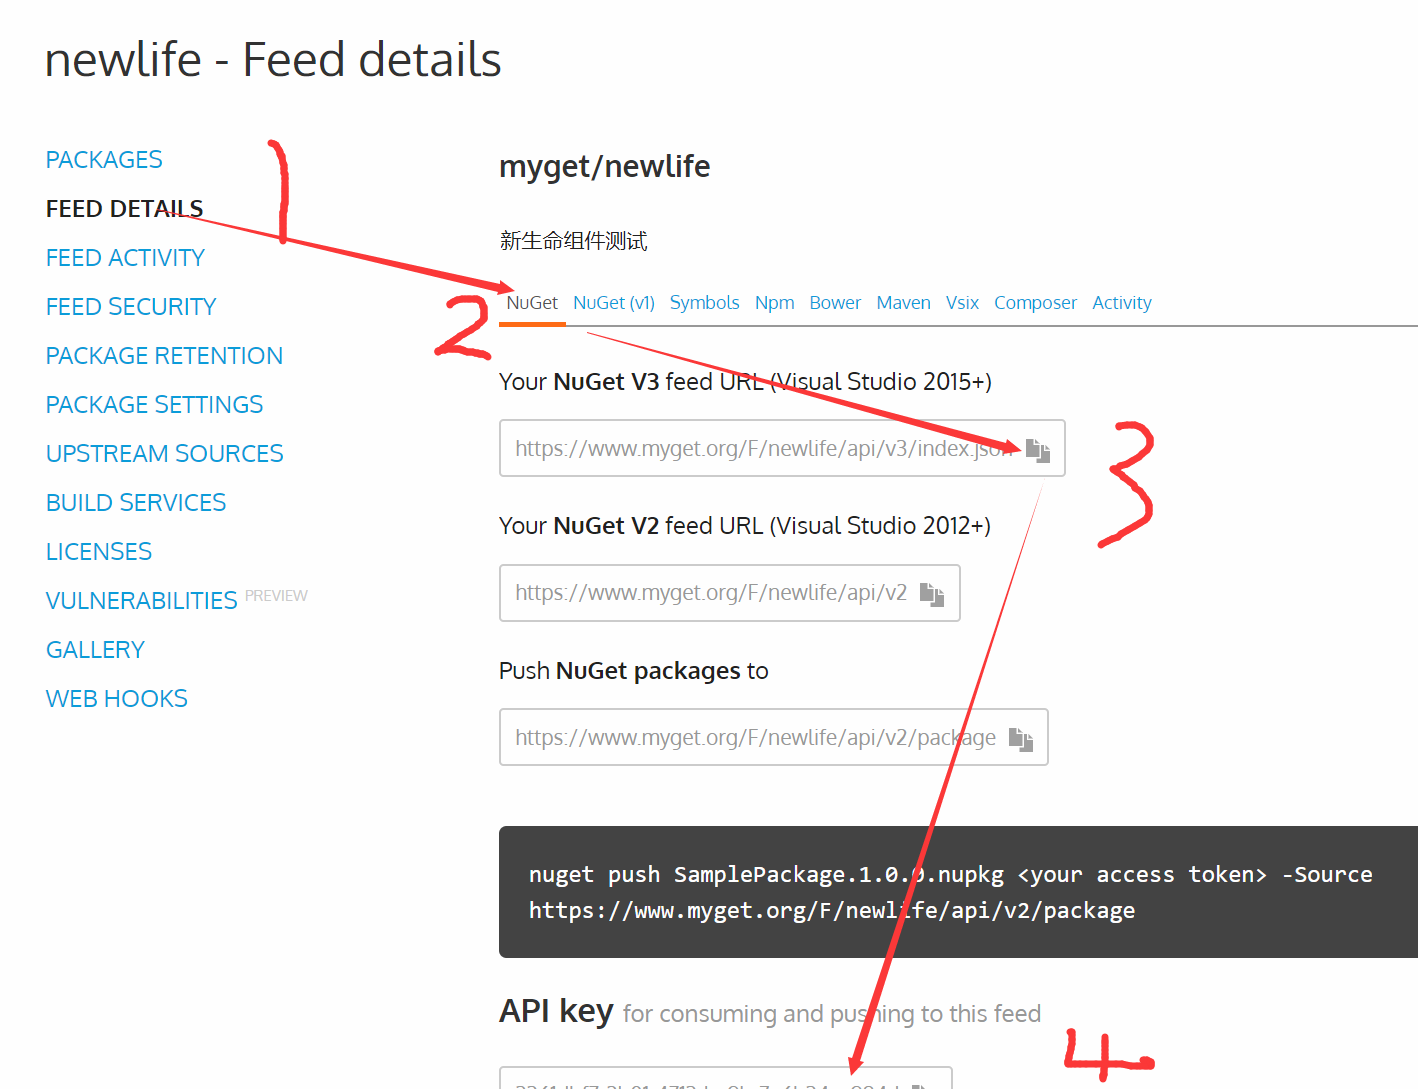 newlife - Feed details
PACKAGES
FEED DETAILS
FEED ACTIVITY
FEED SECURITY
PACKAGE RETENTION
PACKAGE SETTINGS
UPSTREAM SOURCES
BUILD SERVICES
LICENSES
VULNERABILITIES PREVIEW
GALLERY
WEB HOOKS
1
2
3
4
myget/newlife
新生命组件测试
NuGet NuGet (v1) Symbols Npm Bower Maven Vsix Composer Activity
Your NuGet V3 feed URL (Visual Studio 2015+)
https://www.myget.org/F/newlife/api/v3/index.json
Your NuGet V2 feed URL (Visual Studio 2012+)
https://www.myget.org/F/newlife/api/v2
Push NuGet packages to
https://www.myget.org/F/newlife/api/v2/package
nuget push SamplePackage.1.0.0.nupkg <your access token> -Source
https://www.myget.org/F/newlife/api/v2/package
API key for consuming and pushing to this feed